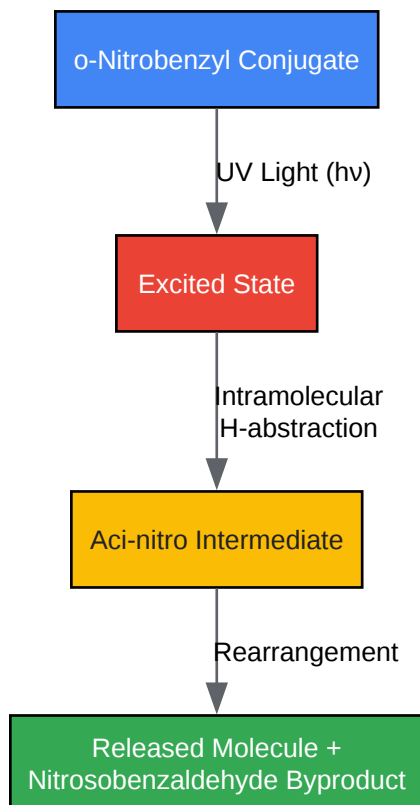 o-Nitrobenzyl Conjugate
UV Light (hν)
Excited State
Intramolecular
H-abstraction
Aci-nitro Intermediate
Rearrangement
Released Molecule +
Nitrosobenzaldehyde Byproduct